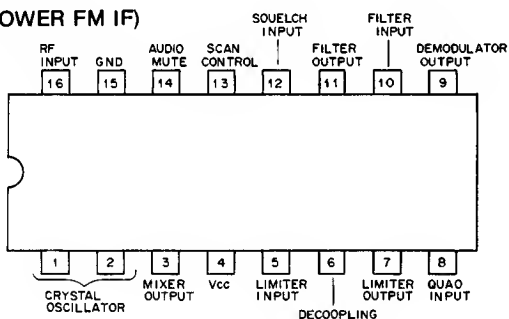 OWER FM IF)
SOUELCH
INPUT
FILTER
INPUT
RF
INPUT
GND
AUDIO
MUTE
SCAN
CONTROL
FILTER
OUTPUT
DEMODULATOR
OUTPUT
16
15
14
13
12
11
10
9
1
2
3
4
5
6
7
8
CRYSTAL
OSCILLATOR
MIXER
OUTPUT
Vcc
LIMITER
INPUT
DECOOPLING
LIMITER
OUTPUT
QUAO
INPUT